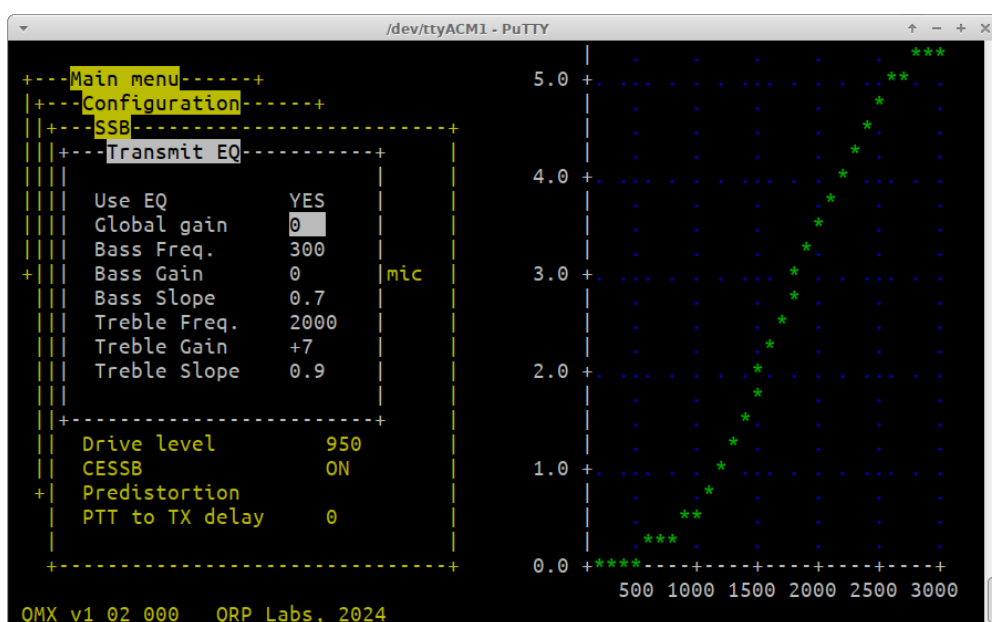 /dev/ttyACM1 - PuTTY
Main menu
Configuration
SSB
Transmit EQ
Use EQ YES
Global gain 0
Bass Freq. 300
Bass Gain 0 mic
Bass Slope 0.7
Treble Freq. 2000
Treble Gain +7
Treble Slope 0.9
Drive level 950
CESSB ON
Predistortion
PTT to TX delay 0
QMX v1_02_000 QRP Labs, 2024
5.0
4.0
3.0
2.0
1.0
0.0
500 1000 1500 2000 2500 3000